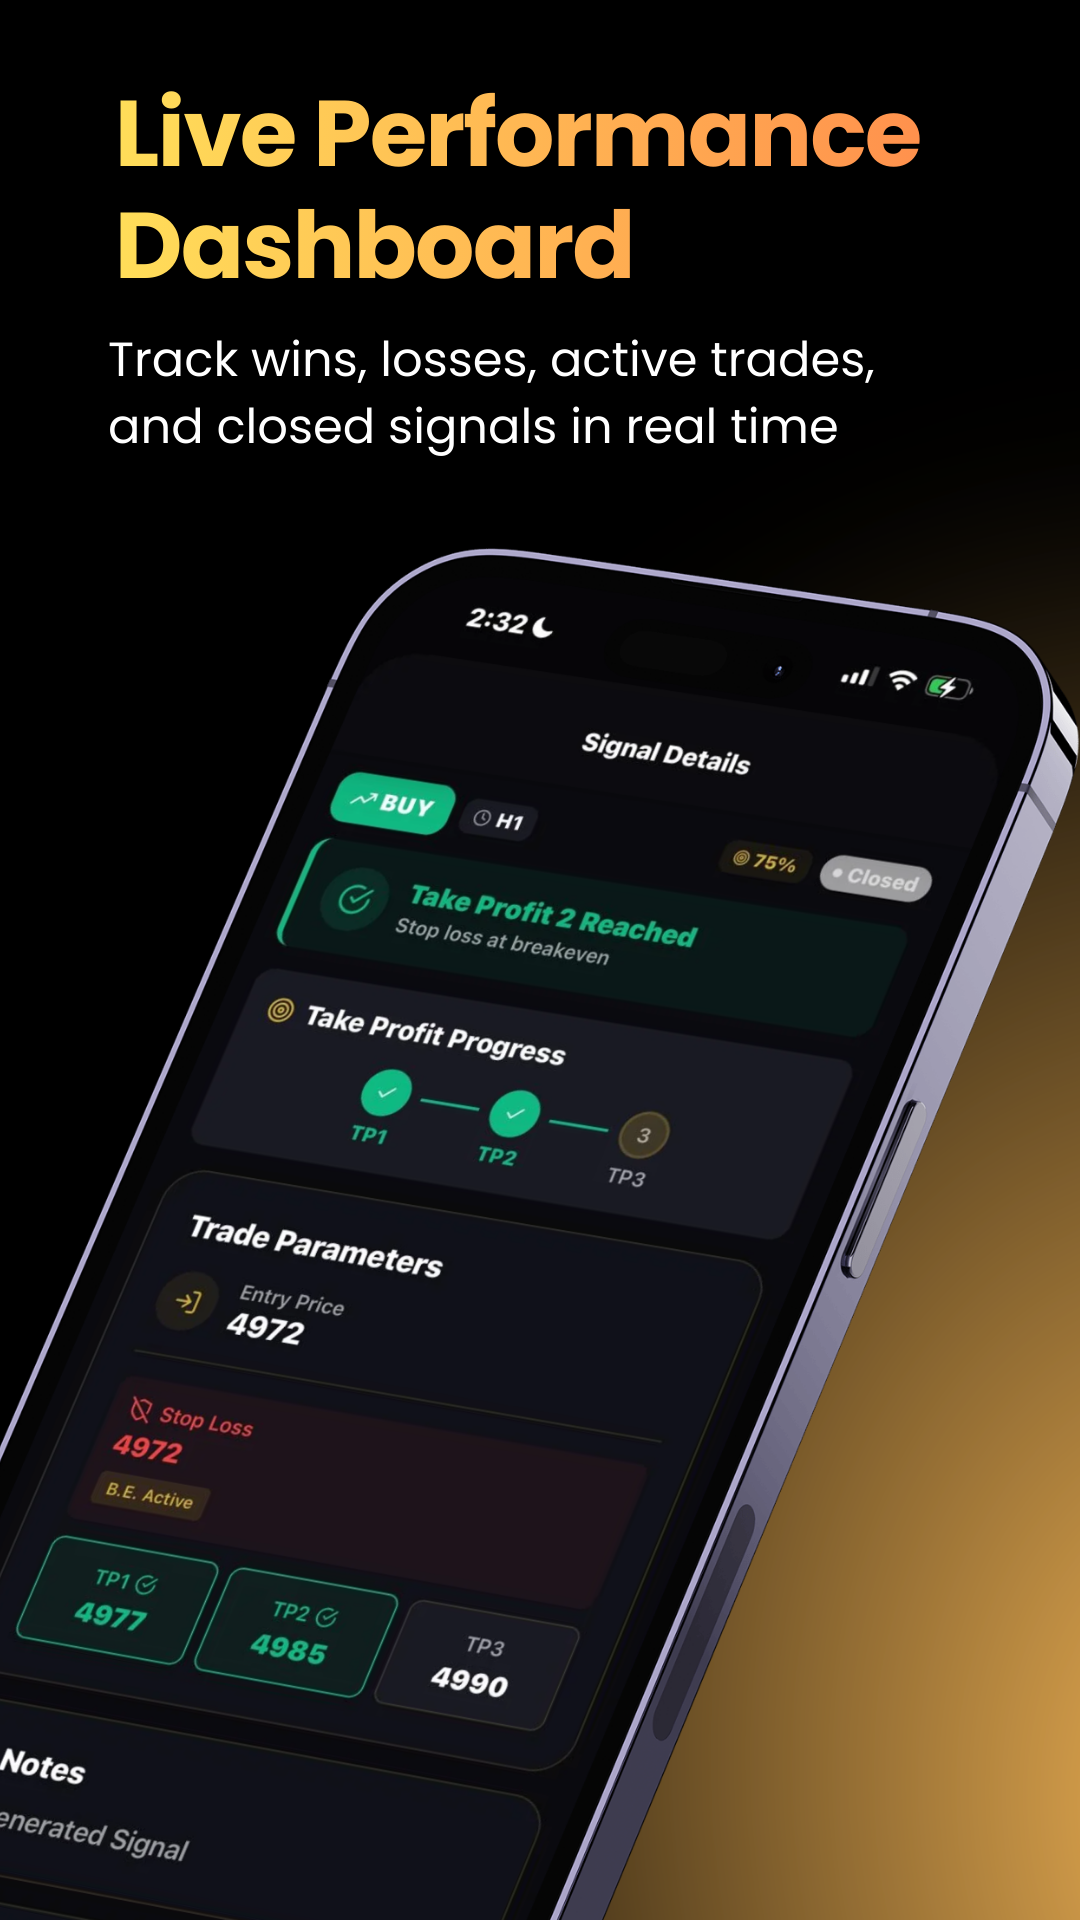 Live Performance
Dashboard
Track wins, losses, active trades,
and closed signals in real time
2:32
Signal Details
BUY
H1
75%
Closed
Take Profit 2 Reached
Stop loss at breakeven
Take Profit Progress
3
TP1
TP2
TP3
Trade Parameters
Entry Price
4972
Stop Loss
4972
B.E. Active
TP1
4977
TP2
4985
TP3
4990
Notes
enerated Signal